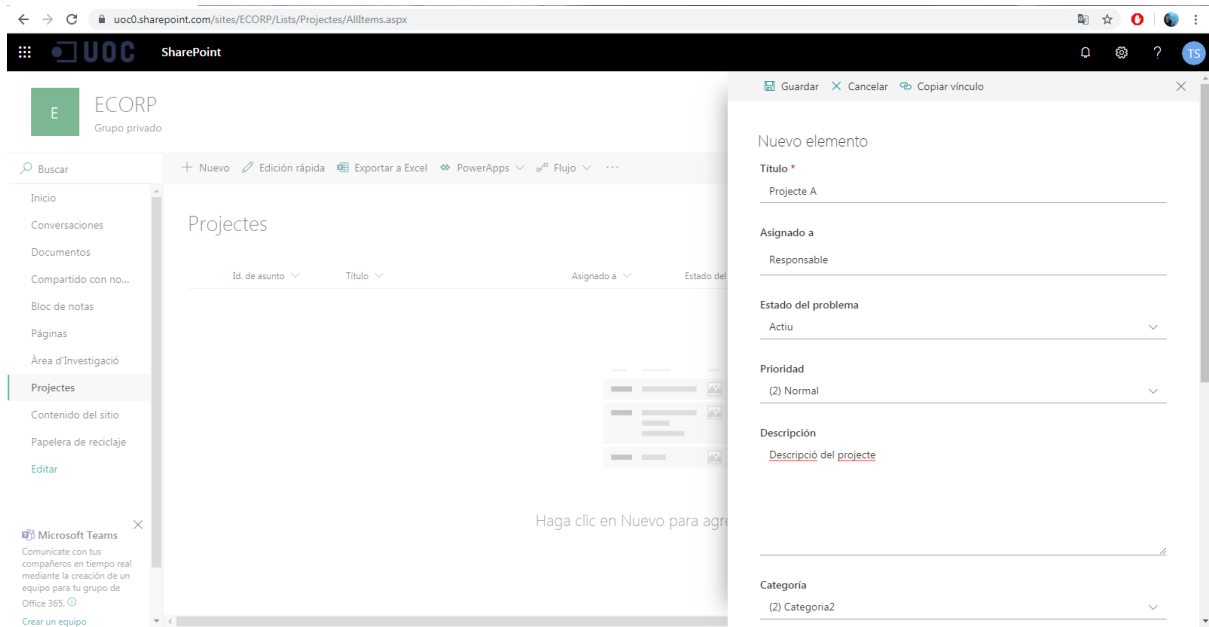 uoc0.sharepoint.com/sites/ECORP/Lists/Projectes/AllItems.aspx
UOC SharePoint
TS
E
ECORP
Grupo privado
Buscar
Inicio
Conversaciones
Documentos
Compartido con no...
Bloc de notas
Páginas
Àrea d'Investigació
Projectes
Contenido del sitio
Papelera de reciclaje
Editar
Microsoft Teams
Comunícate con tus
compañeros en tiempo real
mediante la creación de un
equipo para tu grupo de
Office 365.
Crear un equipo
Nuevo Edición rápida Exportar a Excel PowerApps Flujo ...
Projectes
Id. de asunto Título Asignado a Estado del
Haga clic en Nuevo para agre
Guardar Cancelar Copiar vínculo
Nuevo elemento
Título *
Projecte A
Asignado a
Responsable
Estado del problema
Actiu
Prioridad
(2) Normal
Descripción
Descripció del projecte
Categoría
(2) Categoria2